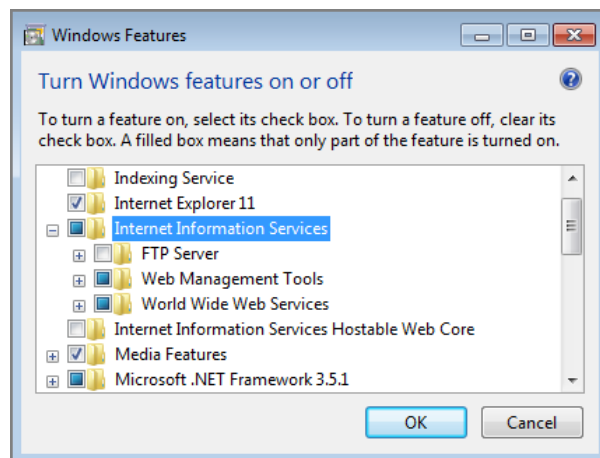 Windows Features
Turn Windows features on or off
To turn a feature on, select its check box. To turn a feature off, clear its
check box. A filled box means that only part of the feature is turned on.
Indexing Service
Internet Explorer 11
Internet Information Services
FTP Server
Web Management Tools
World Wide Web Services
Internet Information Services Hostable Web Core
Media Features
Microsoft .NET Framework 3.5.1
OK Cancel